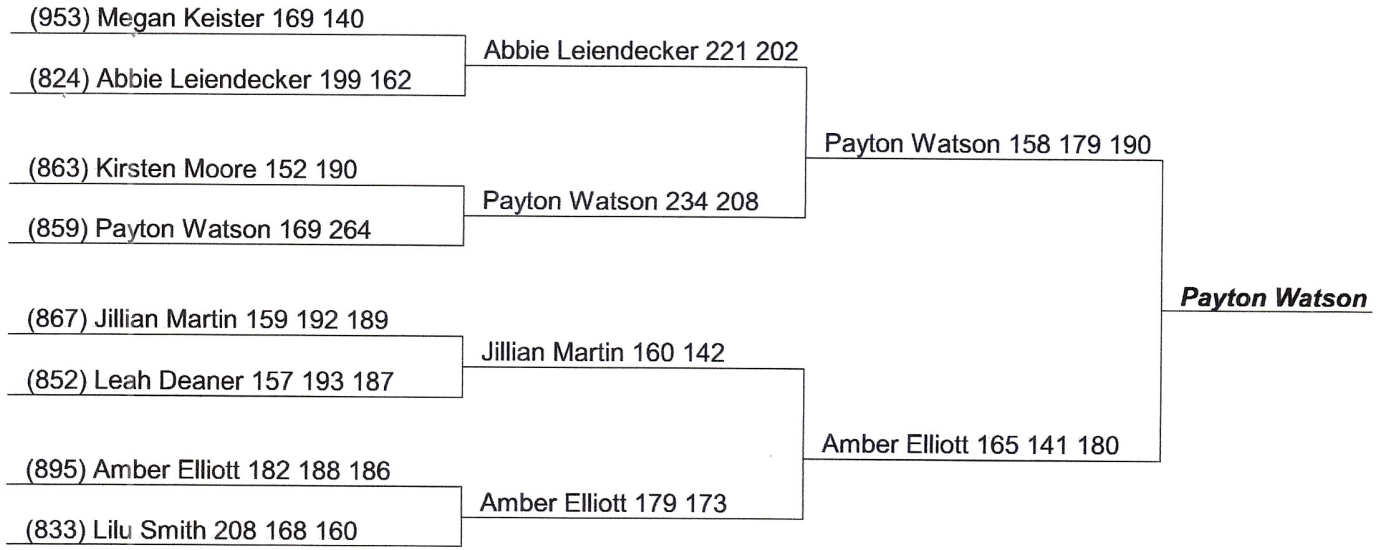 (953) Megan Keister 169 140
(824) Abbie Leiendecker 199 162
(863) Kirsten Moore 152 190
(859) Payton Watson 169 264
(867) Jillian Martin 159 192 189
(852) Leah Deaner 157 193 187
(895) Amber Elliott 182 188 186
(833) Lilu Smith 208 168 160
Abbie Leiendecker 221 202
Payton Watson 234 208
Jillian Martin 160 142
Amber Elliott 179 173
Payton Watson 158 179 190
Amber Elliott 165 141 180
Payton Watson